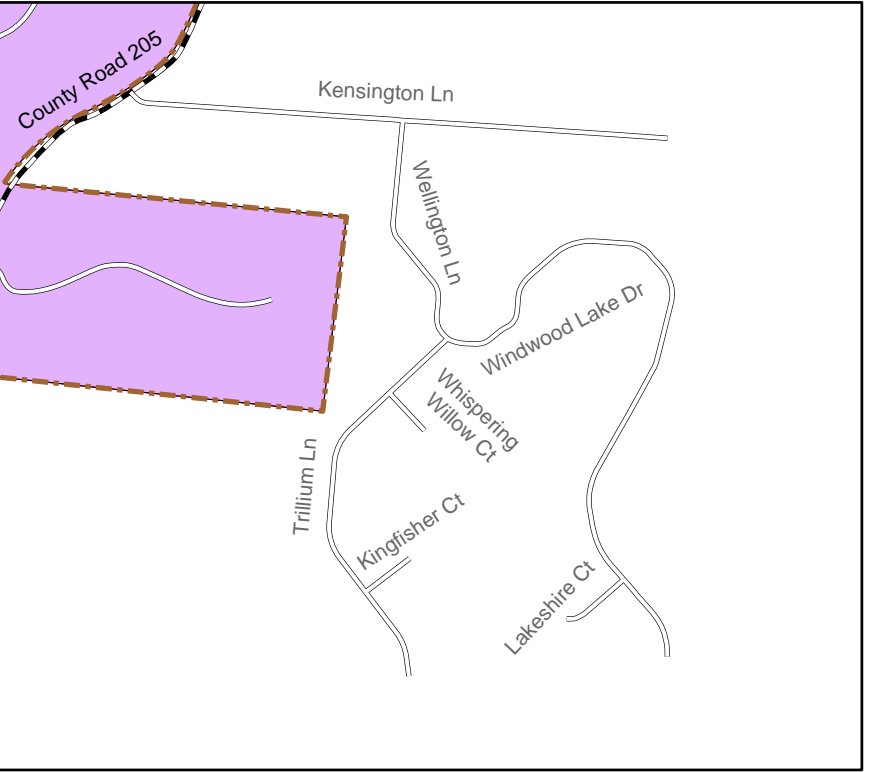 County Road 205
Kensington Ln
Wellington Ln
Windwood Lake Dr
Whispering
Willow Ct
Trillium Ln
Kingfisher Ct
Lakeshire Ct